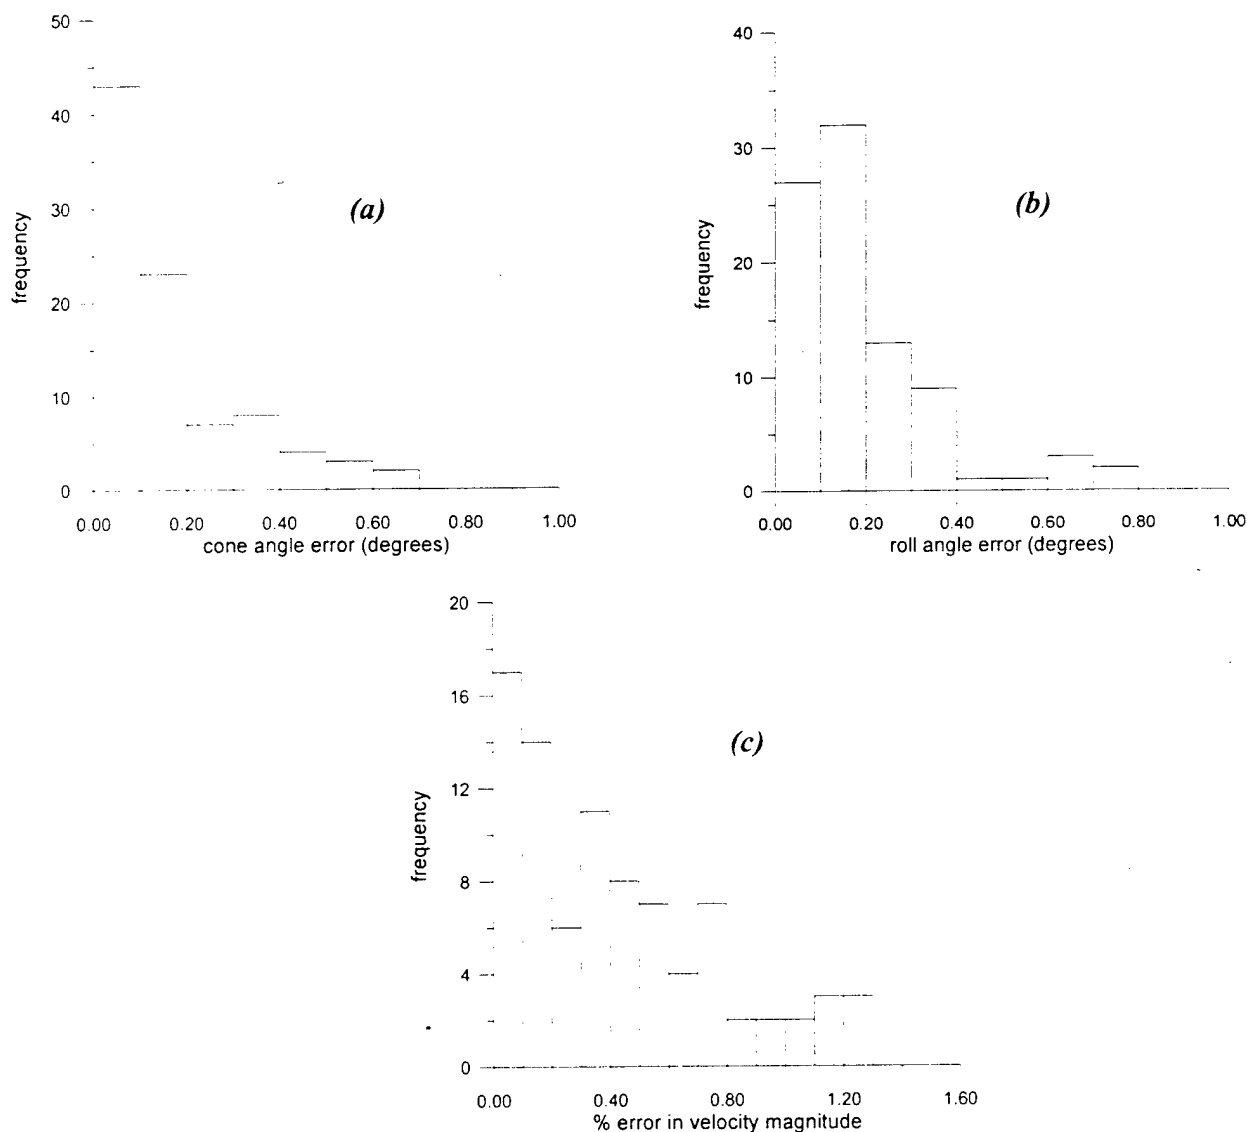 50
40
30
20
10
0
frequency
(a)
0.00 0.20 0.40 0.60 0.80 1.00
cone angle error (degrees)
40
30
20
10
0
frequency
(b)
0.00 0.20 0.40 0.60 0.80 1.00
roll angle error (degrees)
20
16
12
8
4
0
frequency
(c)
0.00 0.40 0.80 1.20 1.60
% error in velocity magnitude